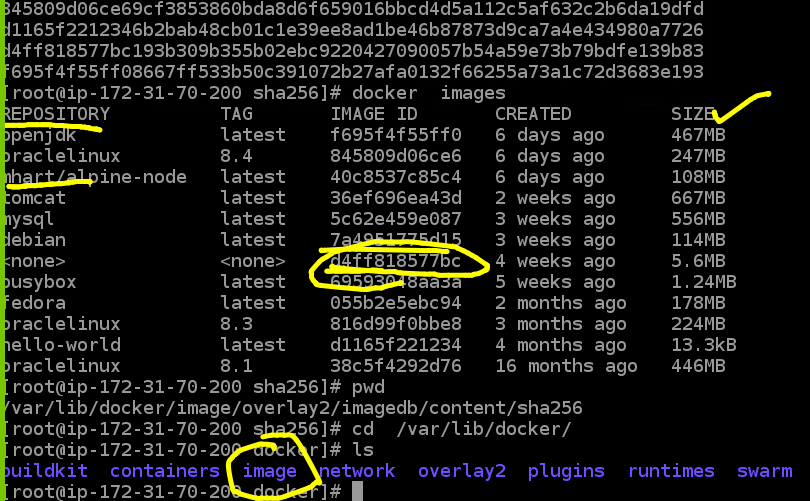 845809d06ce69cf3853860bda8d6f659016bbcd4d5a112c5af632c2b6da19dfd
d1165f2212346b2bab48cb01c1e39ee8ad1be46b87873d9ca7a4e434980a7726
d4ff818577bc193b309b355b02ebc9220427090057b54a59e73b79bdfe139b83
f695f4f55ff08667ff533b50c391072b27afa0132f66255a73a1c72d3683e193
[root@ip-172-31-70-200 sha256]# docker  images
REPOSITORY TAG IMAGE ID CREATED SIZE
openjdk latest f695f4f55ff0 6 days ago 467MB
oraclelinux 8.4 845809d06ce6 6 days ago 247MB
mhart/alpine-node latest 40c8537c85c4 6 days ago 108MB
tomcat latest 36ef696ea43d 2 weeks ago 667MB
mysql latest 5c62e459e087 3 weeks ago 556MB
debian latest 7a4951775d15 3 weeks ago 114MB
<none> <none> d4ff818577bc 4 weeks ago 5.6MB
busybox latest 69593048aa3a 5 weeks ago 1.24MB
fedora latest 055b2e5ebc94 2 months ago 178MB
oraclelinux 8.3 816d99f0bbe8 3 months ago 224MB
hello-world latest d1165f221234 4 months ago 13.3kB
oraclelinux 8.1 38c5f4292d76 16 months ago 446MB
[root@ip-172-31-70-200 sha256]# pwd
/var/lib/docker/image/overlay2/imagedb/content/sha256
[root@ip-172-31-70-200 sha256]# cd  /var/lib/docker/
[root@ip-172-31-70-200 docker]# ls
buildkit containers image network overlay2 plugins runtimes swarm
[root@ip-172-31-70-200 docker]#